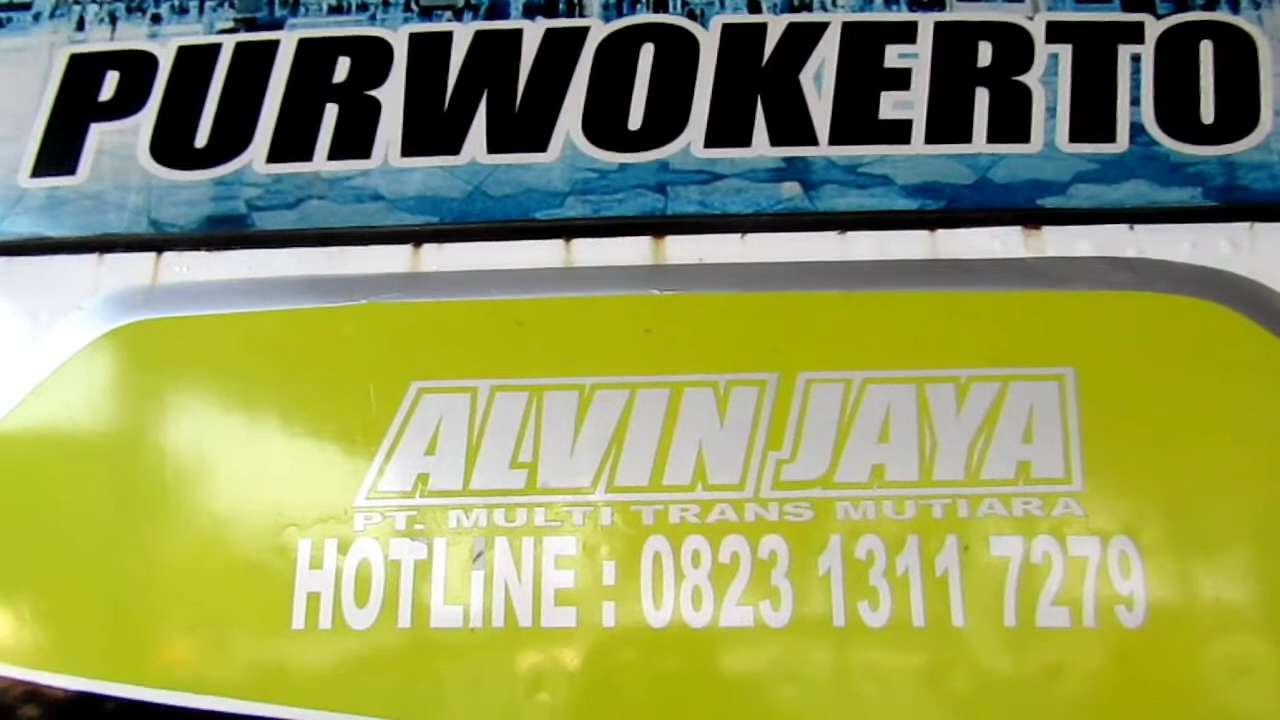 PURWOKERTO
ALVIN JAYA
PT. MULTI TRANS MUTIARA
HOTLiNE : 0823 1311 7279